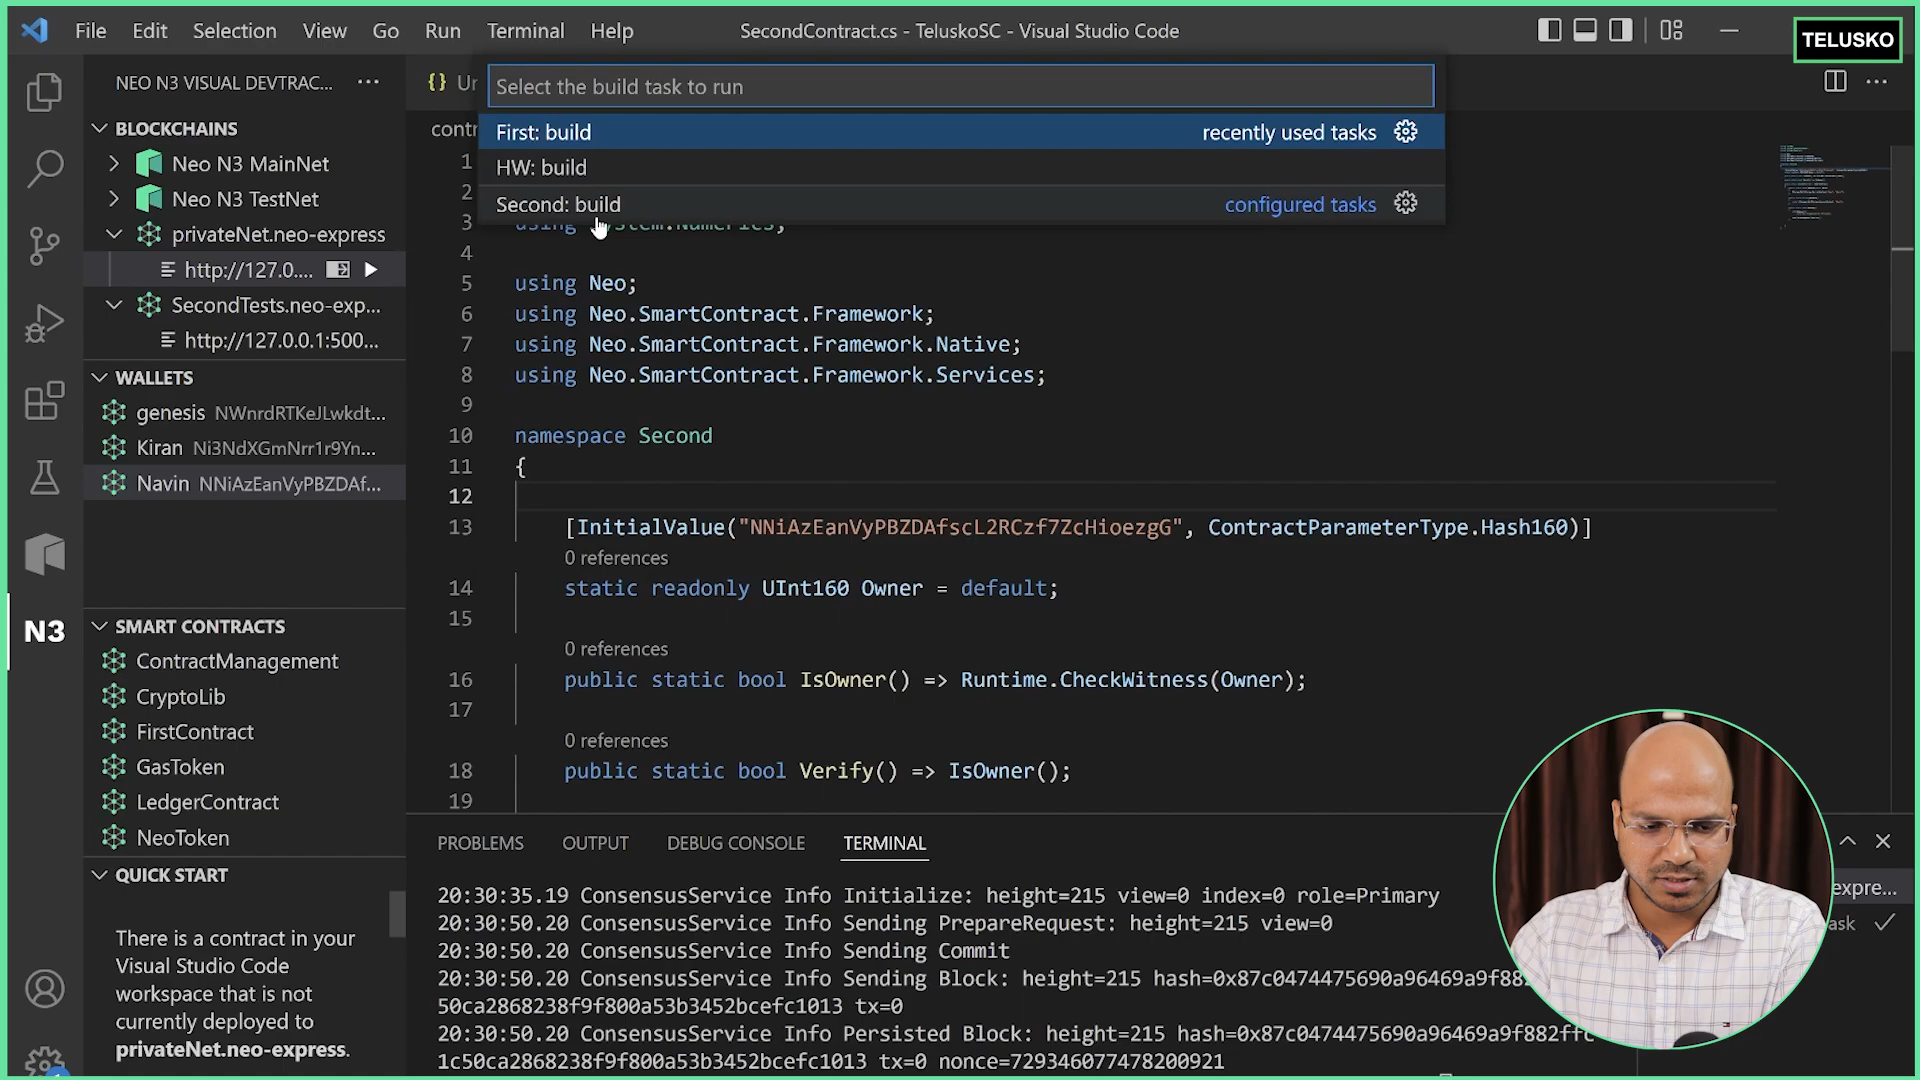 File Edit Selection View Go Run Terminal Help
SecondContract.cs - TeluskoSC - Visual Studio Code
TELUSKO
NEO N3 VISUAL DEVTRAC... ···
{} Ur
Select the build task to run
First: build recently used tasks
HW: build
Second: build configured tasks
BLOCKCHAINS
Neo N3 MainNet
Neo N3 TestNet
privateNet.neo-express
http://127.0....
SecondTests.neo-exp...
http://127.0.0.1:500...
WALLETS
genesis NWnrdRTKeJLwkdt...
Kiran Ni3NdXGmNrr1r9Yn...
Navin NNiAzEanVyPBZDAf...
N3
SMART CONTRACTS
ContractManagement
CryptoLib
FirstContract
GasToken
LedgerContract
NeoToken
QUICK START
There is a contract in your
Visual Studio Code
workspace that is not
currently deployed to
privateNet.neo-express.
contr
1
2
3 using System.Numerics;
4
5 using Neo;
6 using Neo.SmartContract.Framework;
7 using Neo.SmartContract.Framework.Native;
8 using Neo.SmartContract.Framework.Services;
9
10 namespace Second
11 {
12
13 [InitialValue("NNiAzEanVyPBZDAfscL2RCzf7ZcHioezgG", ContractParameterType.Hash160)]
0 references
14 static readonly UInt160 Owner = default;
15
0 references
16 public static bool IsOwner() => Runtime.CheckWitness(Owner);
17
0 references
18 public static bool Verify() => IsOwner();
19
PROBLEMS OUTPUT DEBUG CONSOLE TERMINAL
20:30:35.19 ConsensusService Info Initialize: height=215 view=0 index=0 role=Primary
20:30:50.20 ConsensusService Info Sending PrepareRequest: height=215 view=0
20:30:50.20 ConsensusService Info Sending Commit
20:30:50.20 ConsensusService Info Sending Block: height=215 hash=0x87c0474475690a96469a9f882
50ca2868238f9f800a53b3452bcefc1013 tx=0
20:30:50.20 ConsensusService Info Persisted Block: height=215 hash=0x87c0474475690a96469a9f882ffc
1c50ca2868238f9f800a53b3452bcefc1013 tx=0 nonce=729346077478200921
expre...
ask